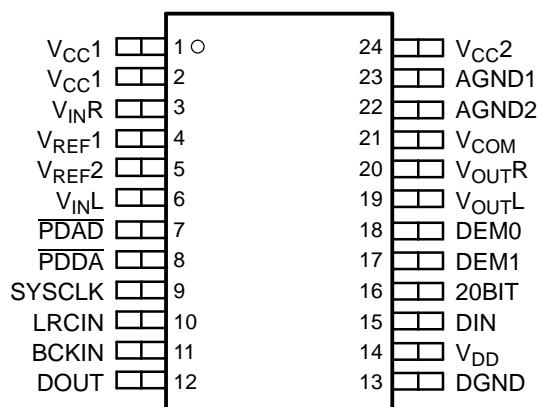 VCC1 1 24 VCC2
VCC1 2 23 AGND1
VINR 3 22 AGND2
VREF1 4 21 VCOM
VREF2 5 20 VOUTR
VINL 6 19 VOUTL
PDAD 7 18 DEM0
PDDA 8 17 DEM1
SYSCLK 9 16 20BIT
LRCIN 10 15 DIN
BCKIN 11 14 VDD
DOUT 12 13 DGND